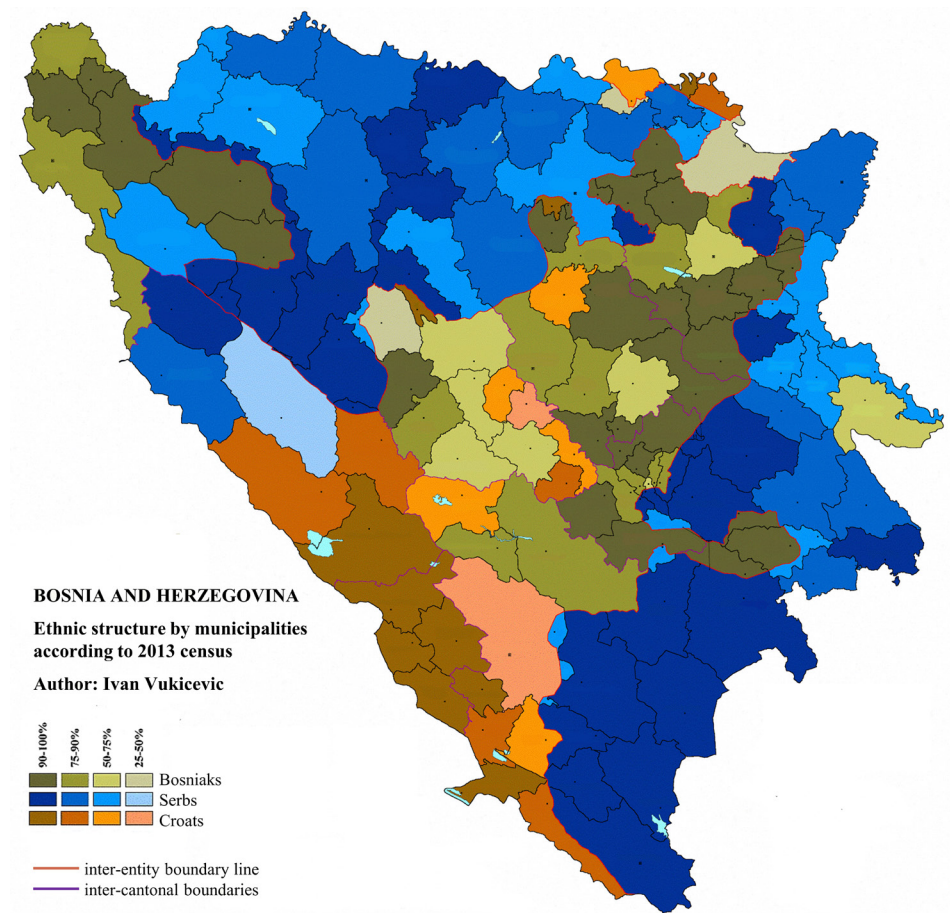 BOSNIA AND HERZEGOVINA
Ethnic structure by municipalities
according to 2013 census
Author: Ivan Vukicevic
90-100%
75-90%
50-75%
25-50%
Bosniaks
Serbs
Croats
inter-entity boundary line
inter-cantonal boundaries